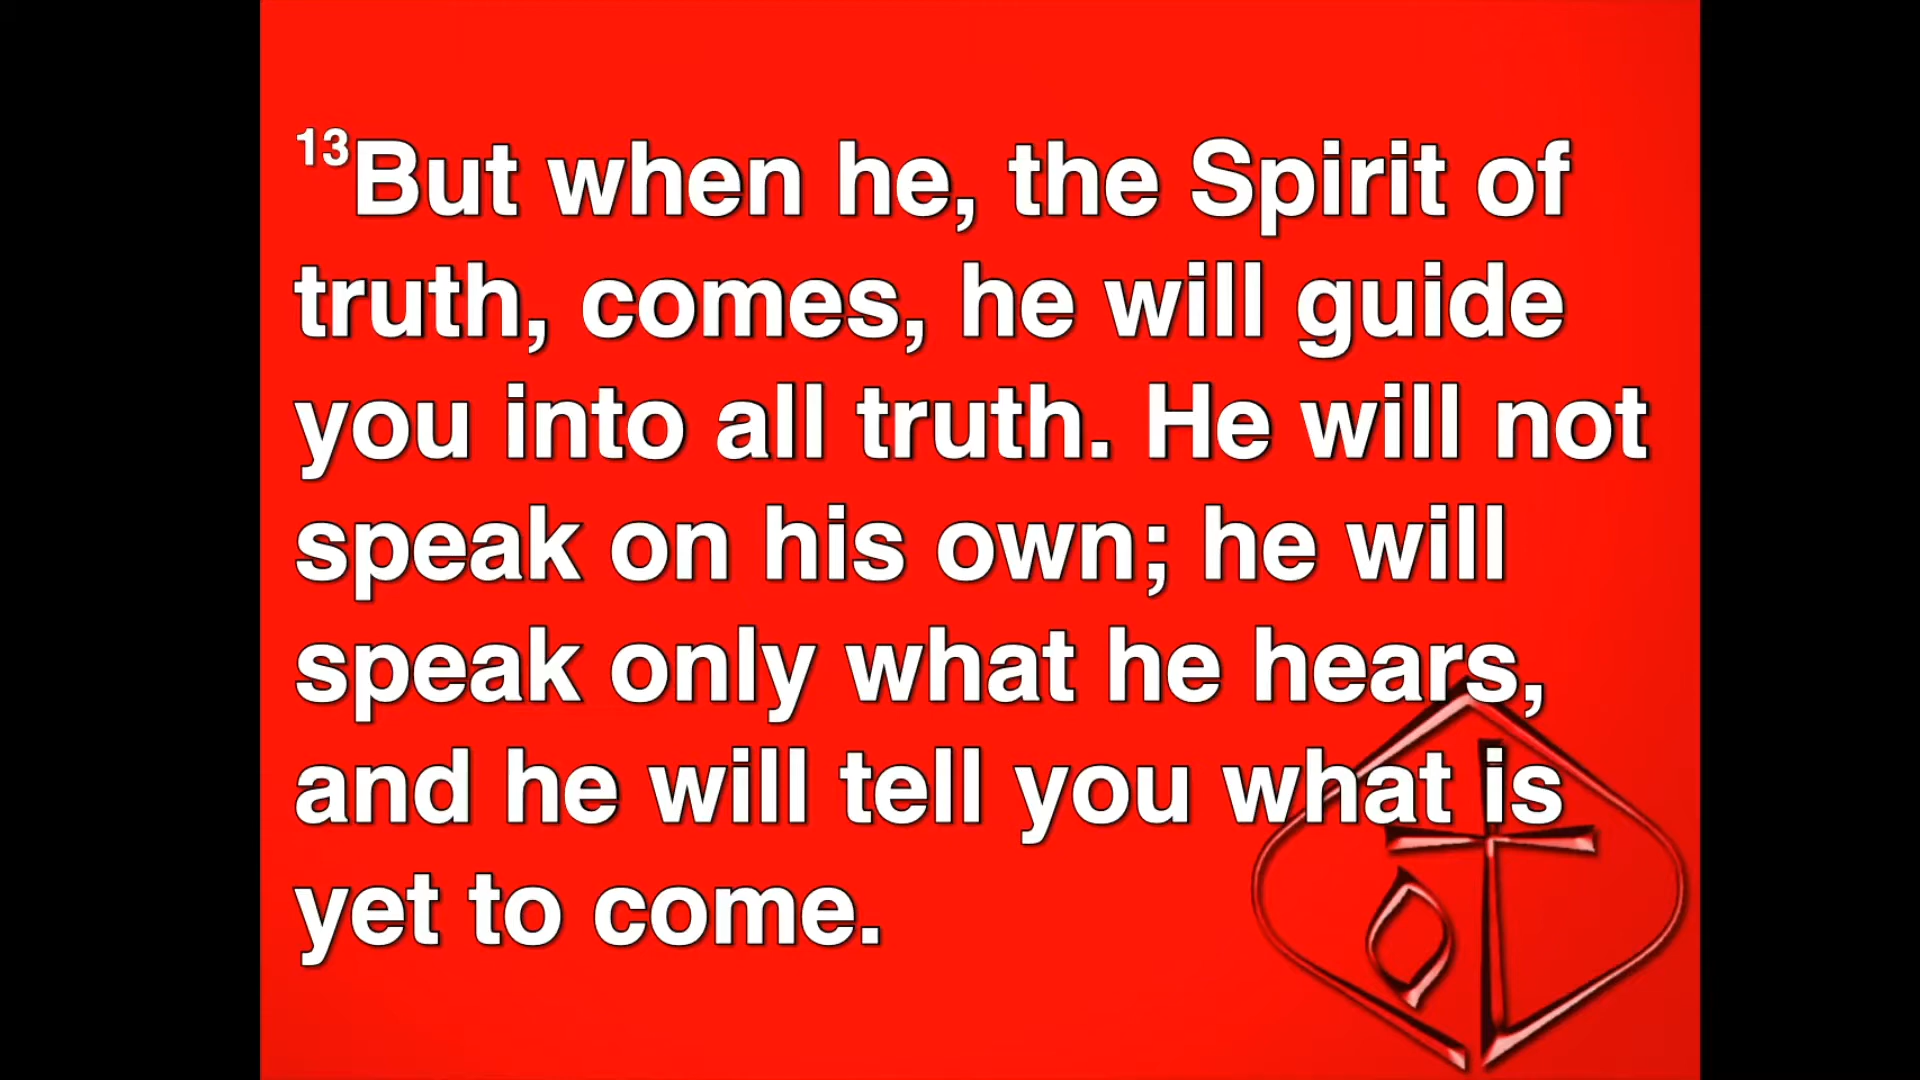 13But when he, the Spirit of
truth, comes, he will guide
you into all truth. He will not
speak on his own; he will
speak only what he hears,
and he will tell you what is
yet to come.